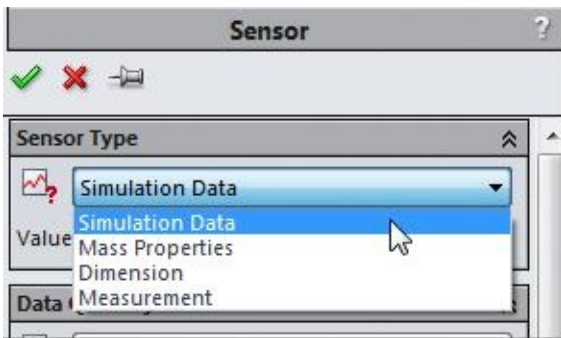 Sensor ?
Sensor Type
Simulation Data
Simulation Data
Value
Mass Properties
Dimension
Measurement
Data